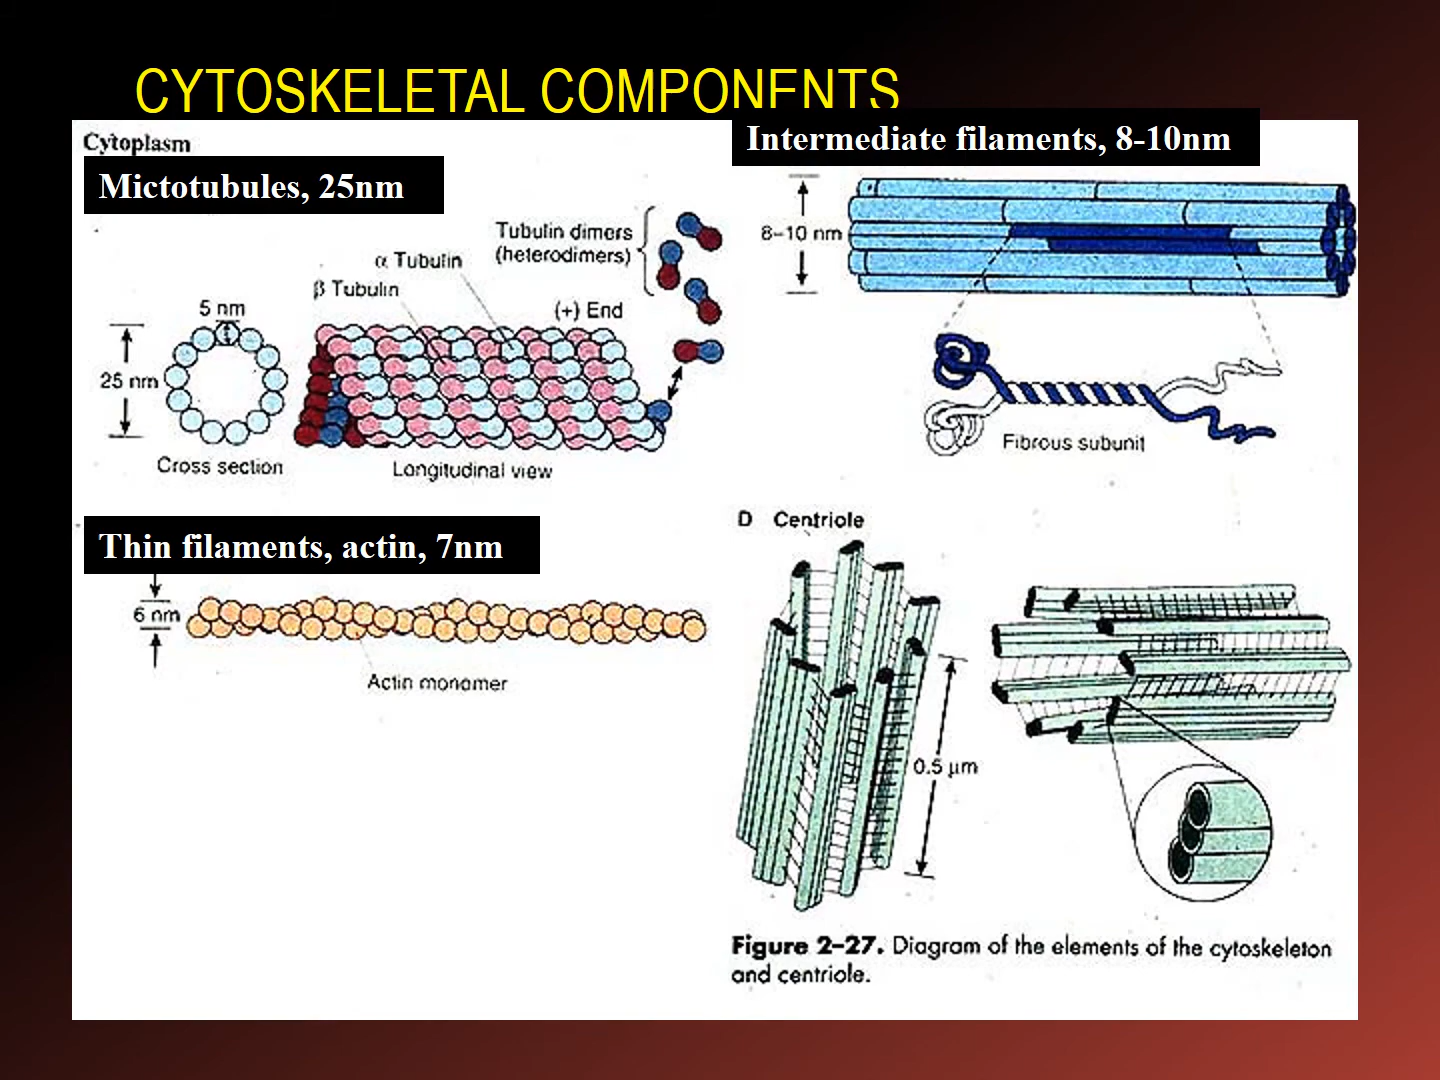 CYTOSKELETAL COMPONENTS
Cytoplasm
Mictotubules, 25nm
Tubulin dimers
(heterodimers)
α Tubulin
β Tubulin
(+) End
5 nm
25 nm
Cross section
Longitudinal view
Intermediate filaments, 8-10nm
8–10 nm
Fibrous subunit
Thin filaments, actin, 7nm
6 nm
Actin monomer
D Centriole
0.5 μm
Figure 2–27. Diagram of the elements of the cytoskeleton
and centriole.